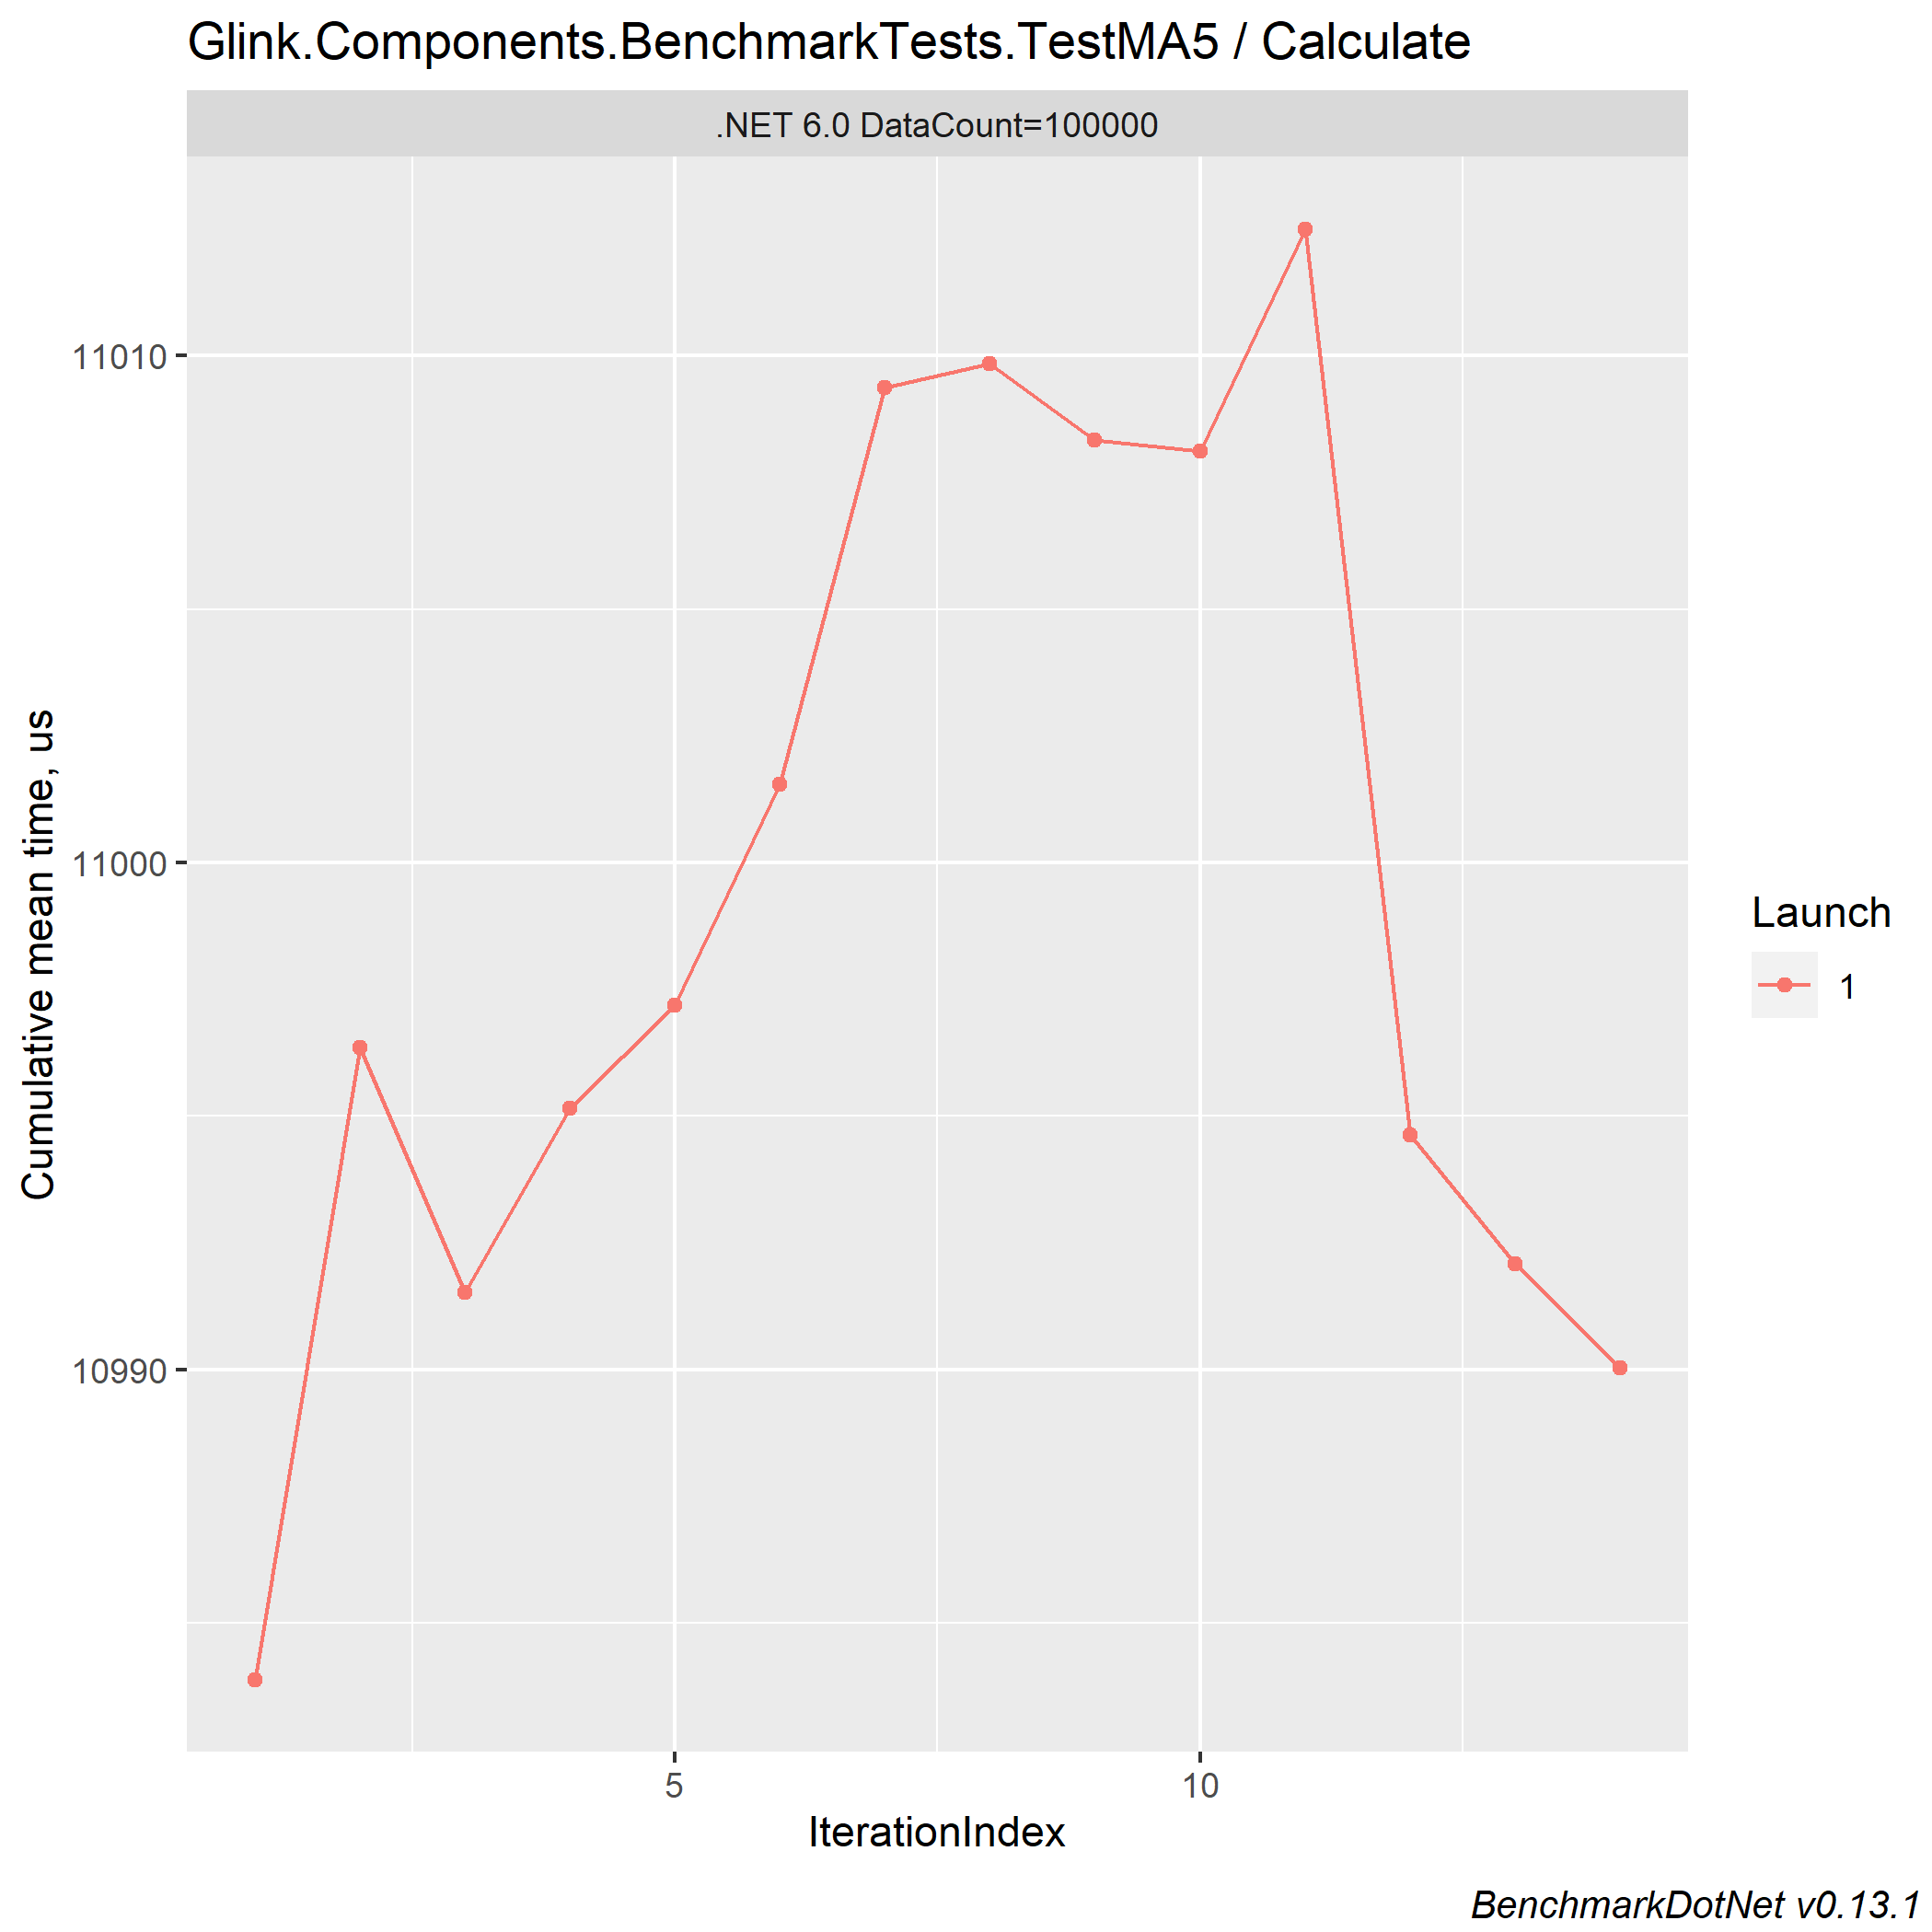 Glink.Components.BenchmarkTests.TestMA5 / Calculate
.NET 6.0 DataCount=100000
Cumulative mean time, us
11010
11000
10990
5
10
IterationIndex
Launch
1
BenchmarkDotNet v0.13.1